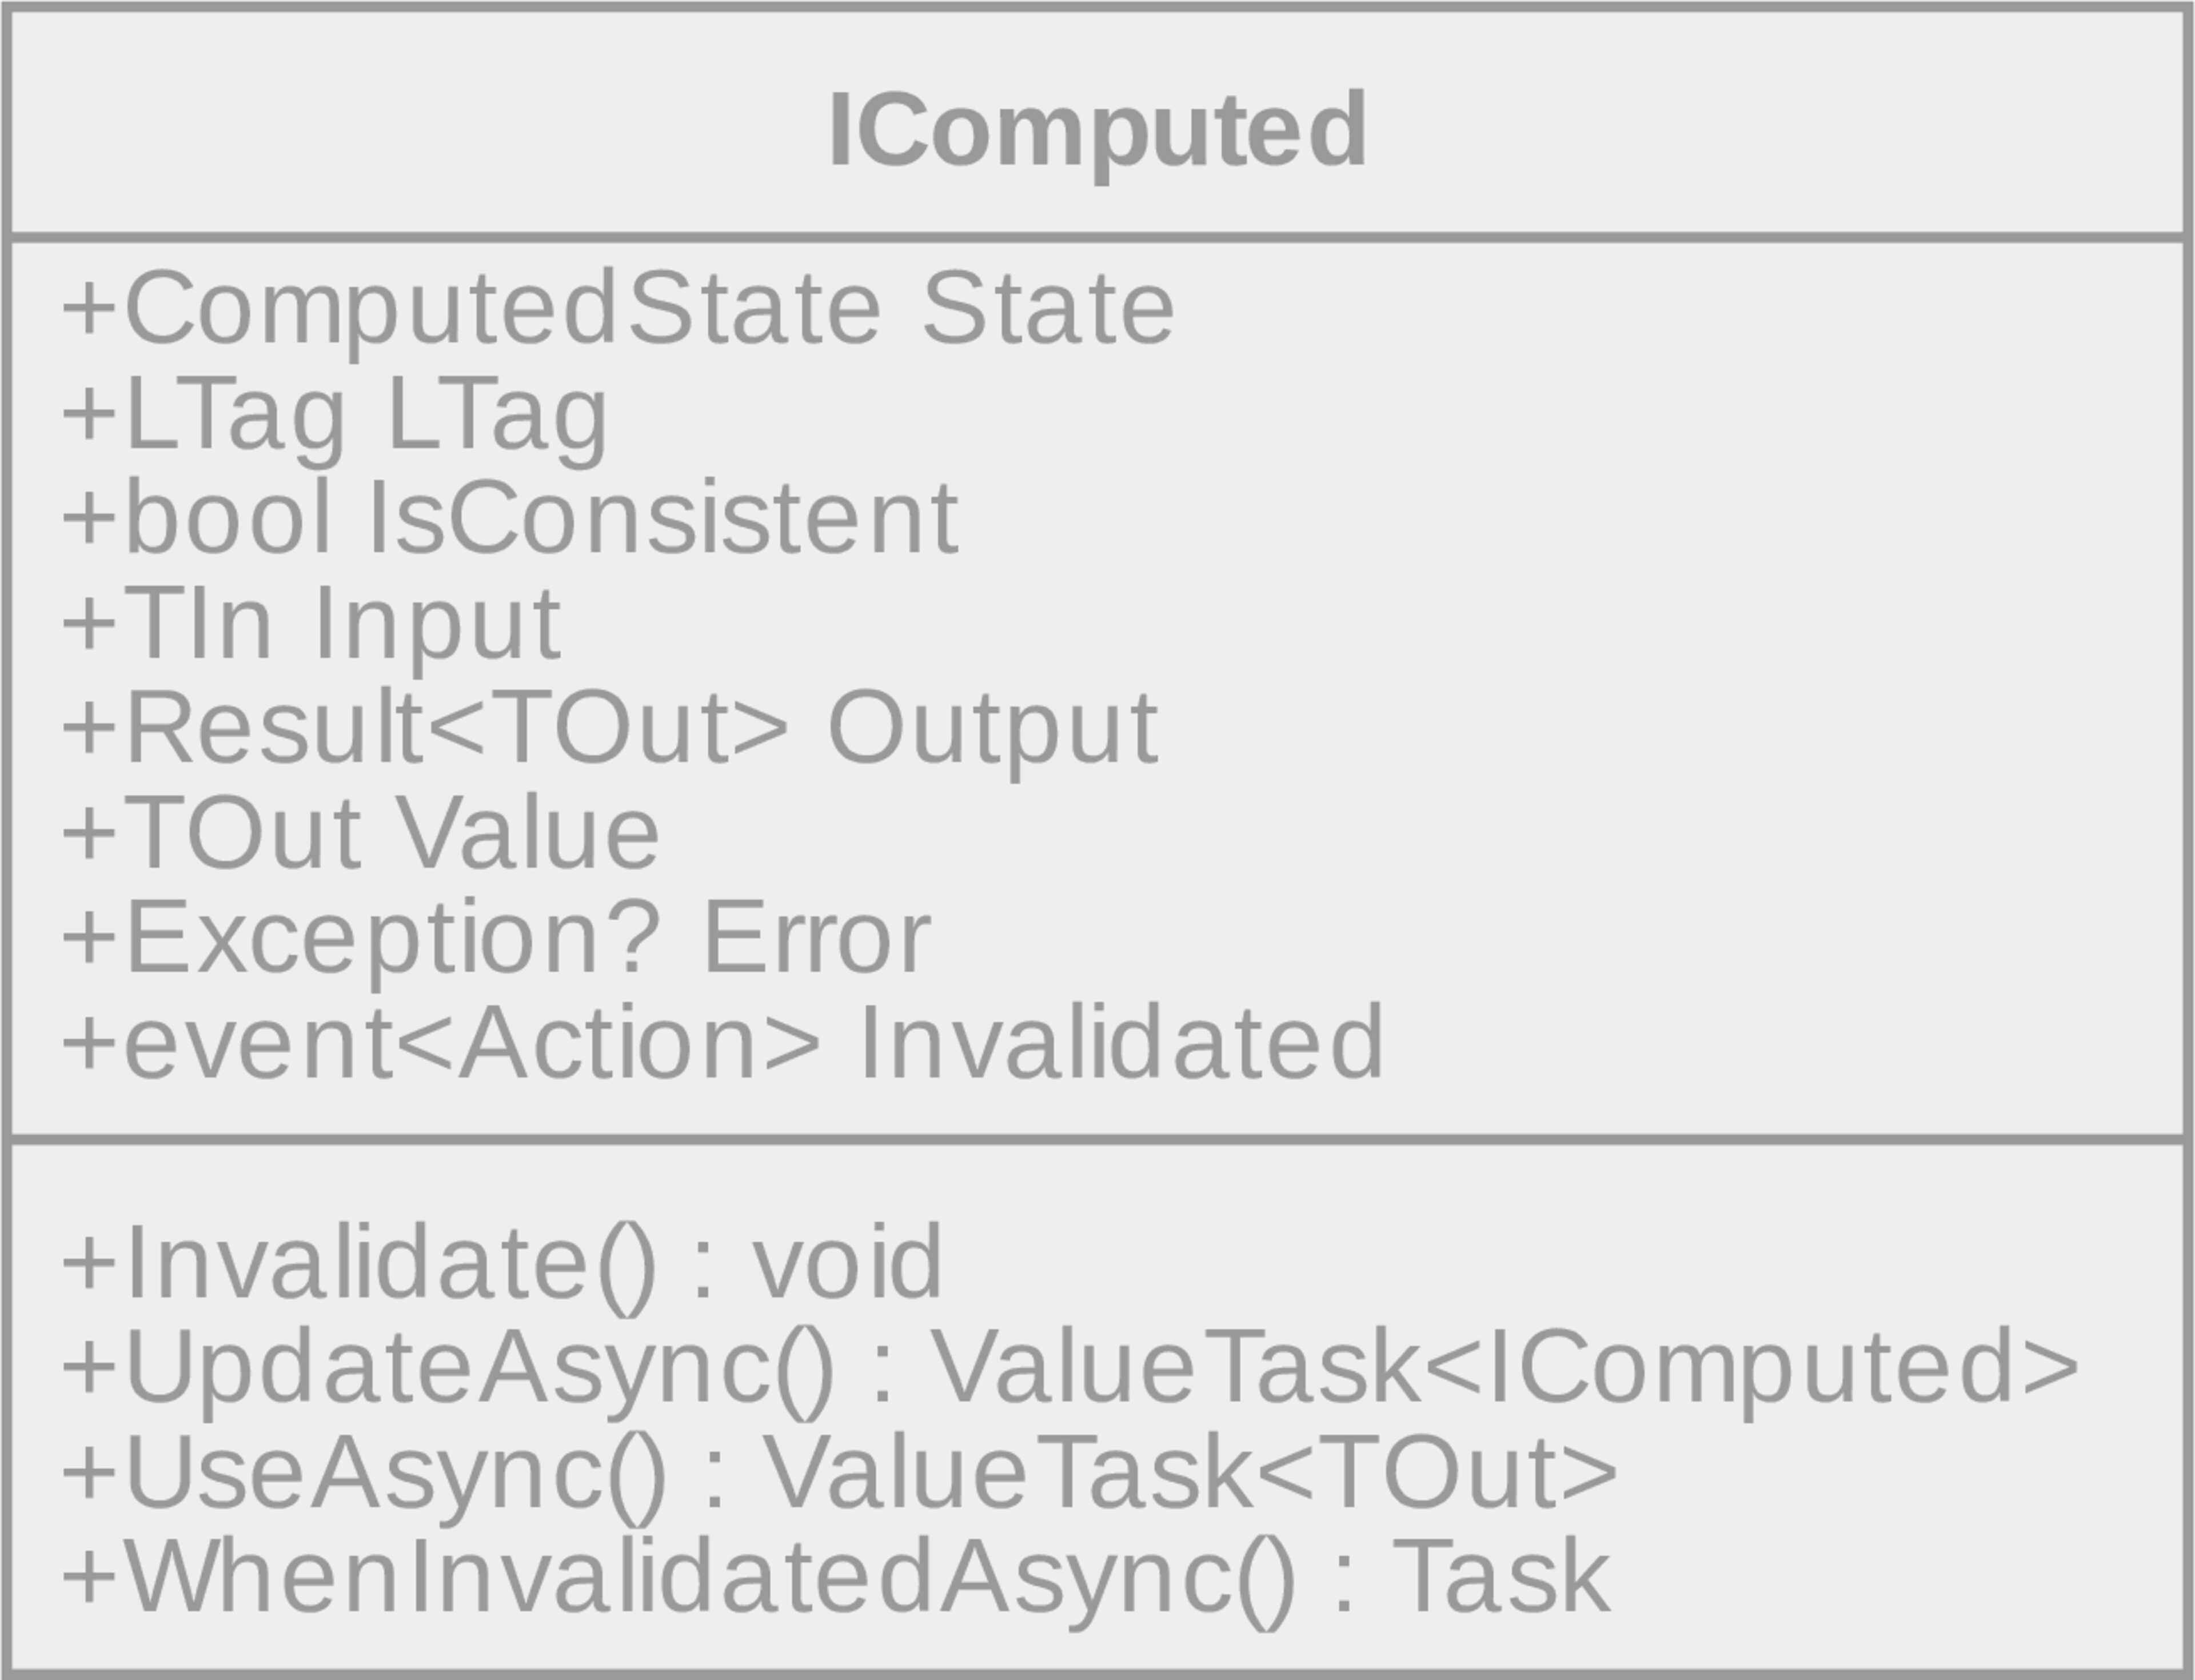 IComputed
+ComputedState State
+LTag LTag
+bool IsConsistent
+TIn Input
+Result<TOut> Output
+TOut Value
+Exception? Error
+event<Action> Invalidated
+Invalidate() : void
+UpdateAsync() : ValueTask<IComputed>
+UseAsync() : ValueTask<TOut>
+WhenInvalidatedAsync() : Task